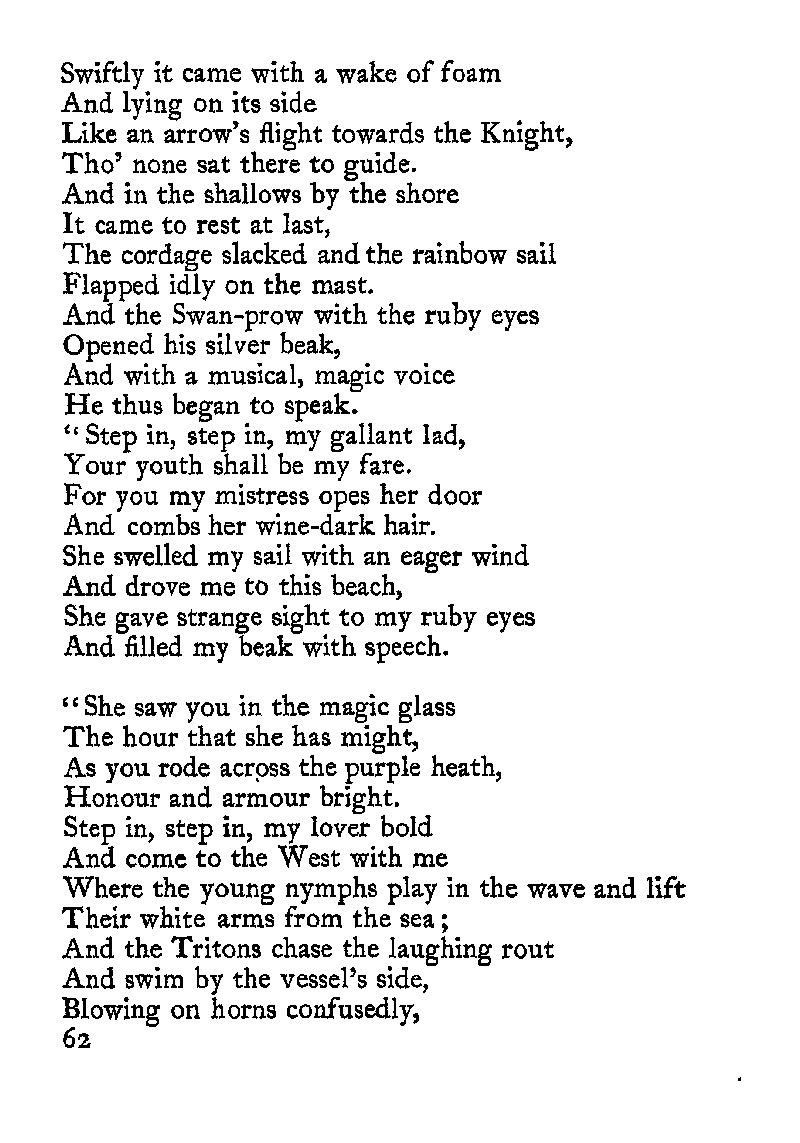 Swiftly it came with a wake of foam
And lying on its side
Like an arrow's flight towards the Knight,
Tho' none sat there to guide.
And in the shallows by the shore
It came to rest at last,
The cordage slacked and the rainbow sail
Flapped idly on the mast.
And the Swan-prow with the ruby eyes
Opened his silver beak,
And with a musical, magic voice
He thus began to speak.
“Step in, step in, my gallant lad,
Your youth shall be my fare.
For you my mistress opes her door
And combs her wine-dark hair.
She swelled my sail with an eager wind
And drove me to this beach,
She gave strange sight to my ruby eyes
And filled my beak with speech.

“She saw you in the magic glass
The hour that she has might,
As you rode across the purple heath,
Honour and armour bright.
Step in, step in, my lover bold
And come to the West with me
Where the young nymphs play in the wave and lift
Their white arms from the sea;
And the Tritons chase the laughing rout
And swim by the vessel's side,
Blowing on horns confusedly,
62